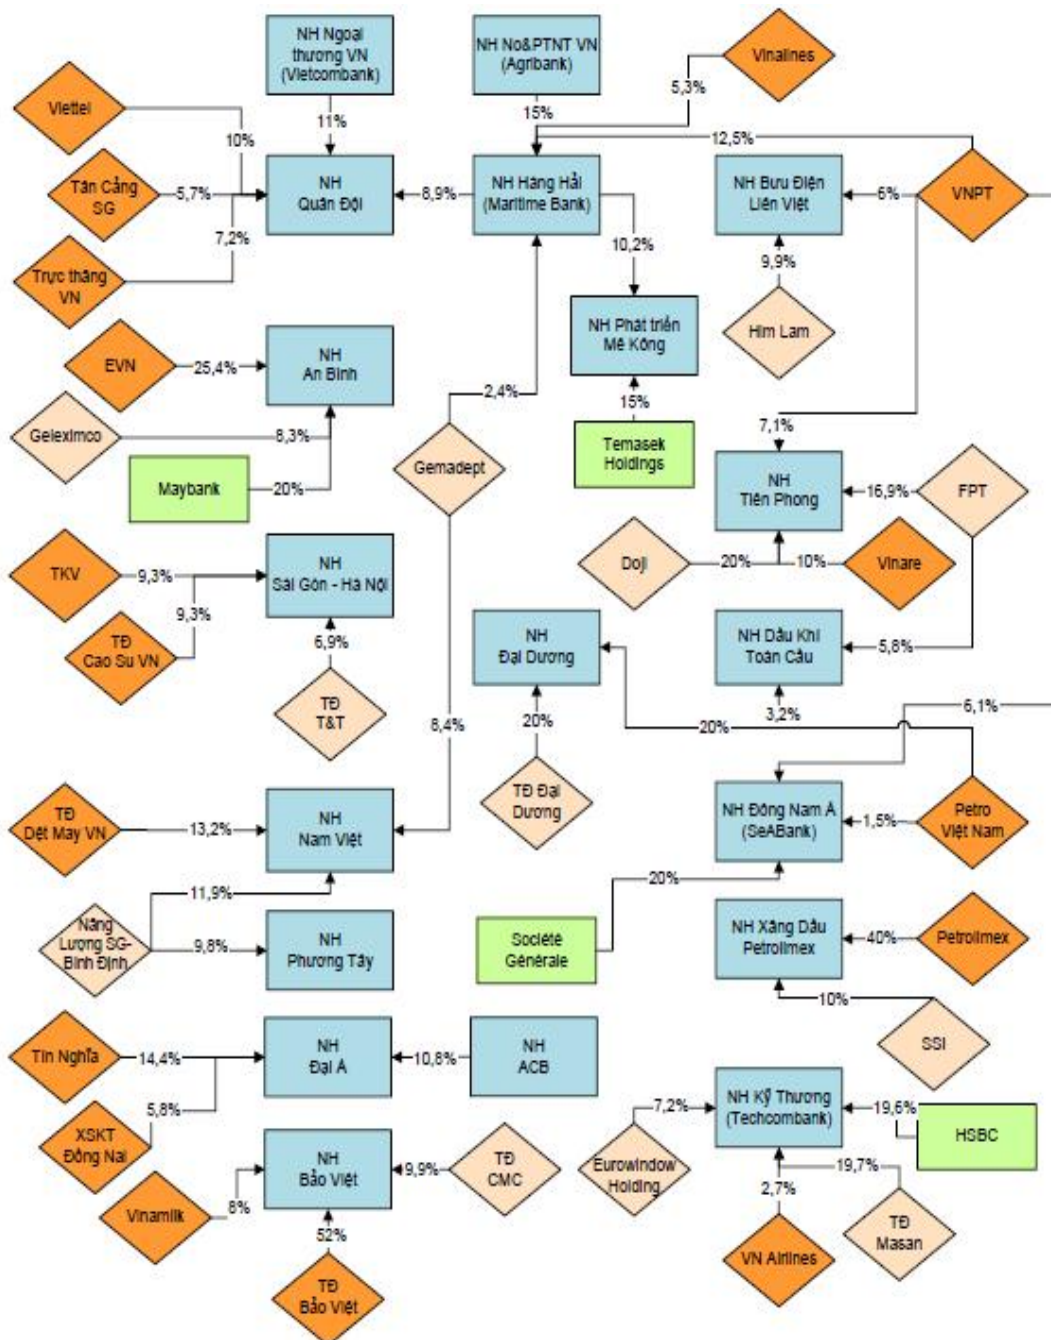 NH Ngoại
thương VN
(Vietcombank)
NH No&PTNT VN
(Agribank)
Vinalines
5,3%
Viettel
10%
11%
15%
12,5%
Tân Cảng
SG
5,7%
NH
Quân Đội
8,9%
NH Hàng Hải
(Maritime Bank)
NH Bưu Điện
Liên Việt
6%
VNPT
7,2%
10,2%
9,9%
Trực thăng
VN
NH Phát triển
Mê Kông
Him Lam
EVN
25,4%
NH
An Bình
2,4%
15%
7,1%
Geleximco
8,3%
Gemadept
Temasek
Holdings
Maybank
20%
NH
Tiên Phong
16,9%
FPT
TKV
9,3%
NH
Sài Gòn - Hà Nội
Doji
20%
10%
Vinare
9,3%
TĐ
Cao Su VN
6,9%
NH
Đại Dương
NH Dầu Khí
Toàn Cầu
5,8%
TĐ
T&T
8,4%
20%
3,2%
6,1%
20%
TĐ Đại
Dương
TĐ
Dệt May VN
13,2%
NH
Nam Việt
NH Đông Nam Á
(SeABank)
1,5%
Petro
Việt Nam
11,9%
20%
Năng
Lượng SG-
Bình Định
9,8%
NH
Phương Tây
Société
Générale
NH Xăng Dầu
Petrolimex
40%
Petrolimex
10%
SSI
Tín Nghĩa
14,4%
NH
Đại Á
10,8%
NH
ACB
5,8%
XSKT
Đồng Nai
7,2%
NH Kỹ Thương
(Techcombank)
19,6%
HSBC
NH
Bảo Việt
9,9%
TĐ
CMC
Eurowindow
Holding
19,7%
Vinamilk
8%
2,7%
TĐ
Masan
52%
VN Airlines
TĐ
Bảo Việt